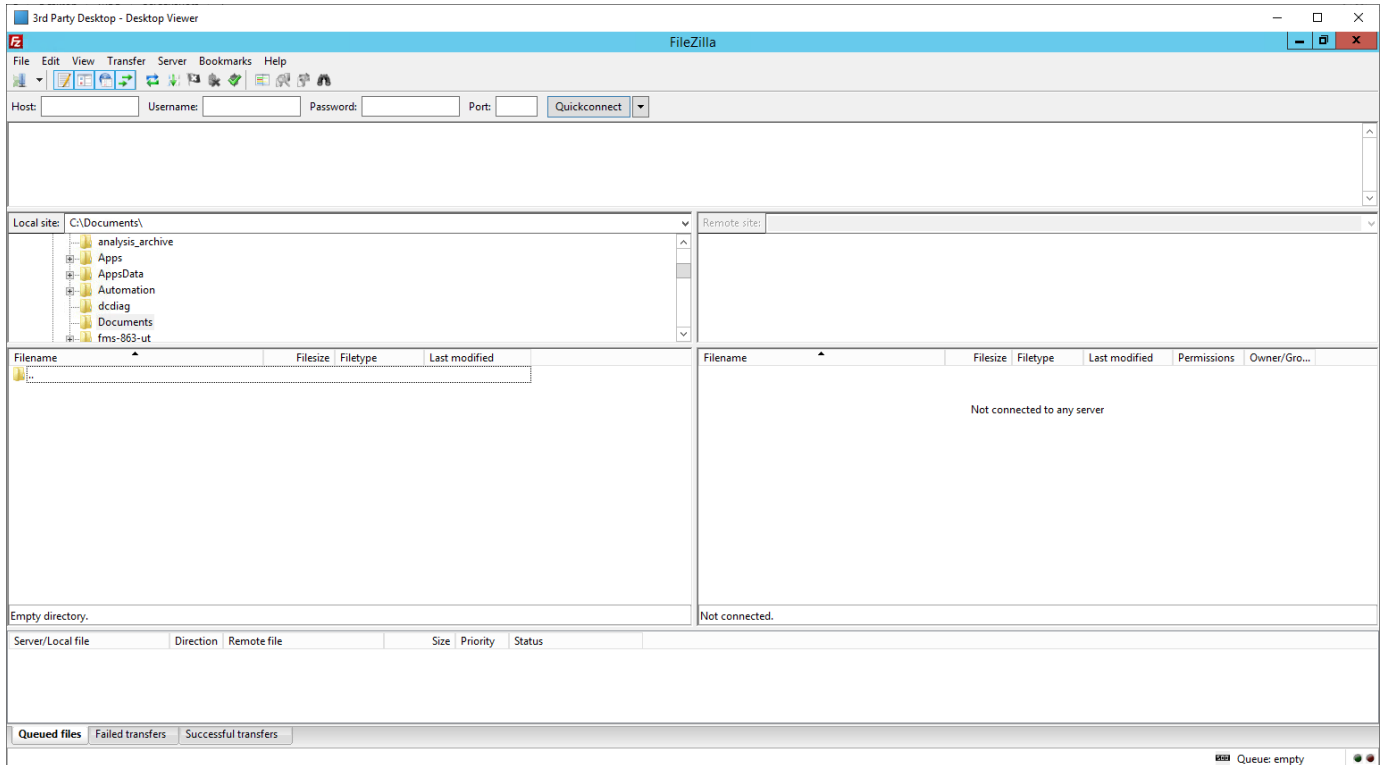 3rd Party Desktop - Desktop Viewer
FileZilla
File Edit View Transfer Server Bookmarks Help
Host: Username: Password: Port: Quickconnect
Local site: C:\Documents\
analysis_archive
Apps
AppsData
Automation
dcdiag
Documents
fms-863-ut
Remote site:
Filename Filesize Filetype Last modified
..
Empty directory.
Filename Filesize Filetype Last modified Permissions Owner/Gro...
Not connected to any server
Not connected.
Server/Local file Direction Remote file Size Priority Status
Queued files Failed transfers Successful transfers
Queue: empty